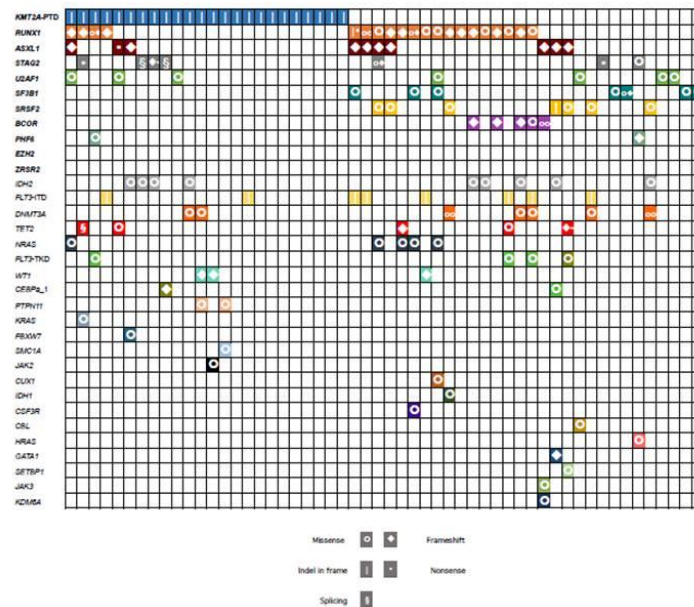 KMT2A-PTD
RUNX1
ASXL1
STAG2
U2AF1
SF3B1
SRSF2
BCOR
PHF6
EZH2
ZRSR2
IDH2
FLT3-ITD
DNMT3A
TET2
NRAS
FLT3-TKD
WT1
CEBPa_1
PTPN11
KRAS
FBXW7
SMC1A
JAK2
CUX1
IDH1
CSF3R
CBL
HRAS
GATA1
SETBP1
JAK3
KDM6A
Missense Frameshift
Indel in frame Nonsense
Splicing